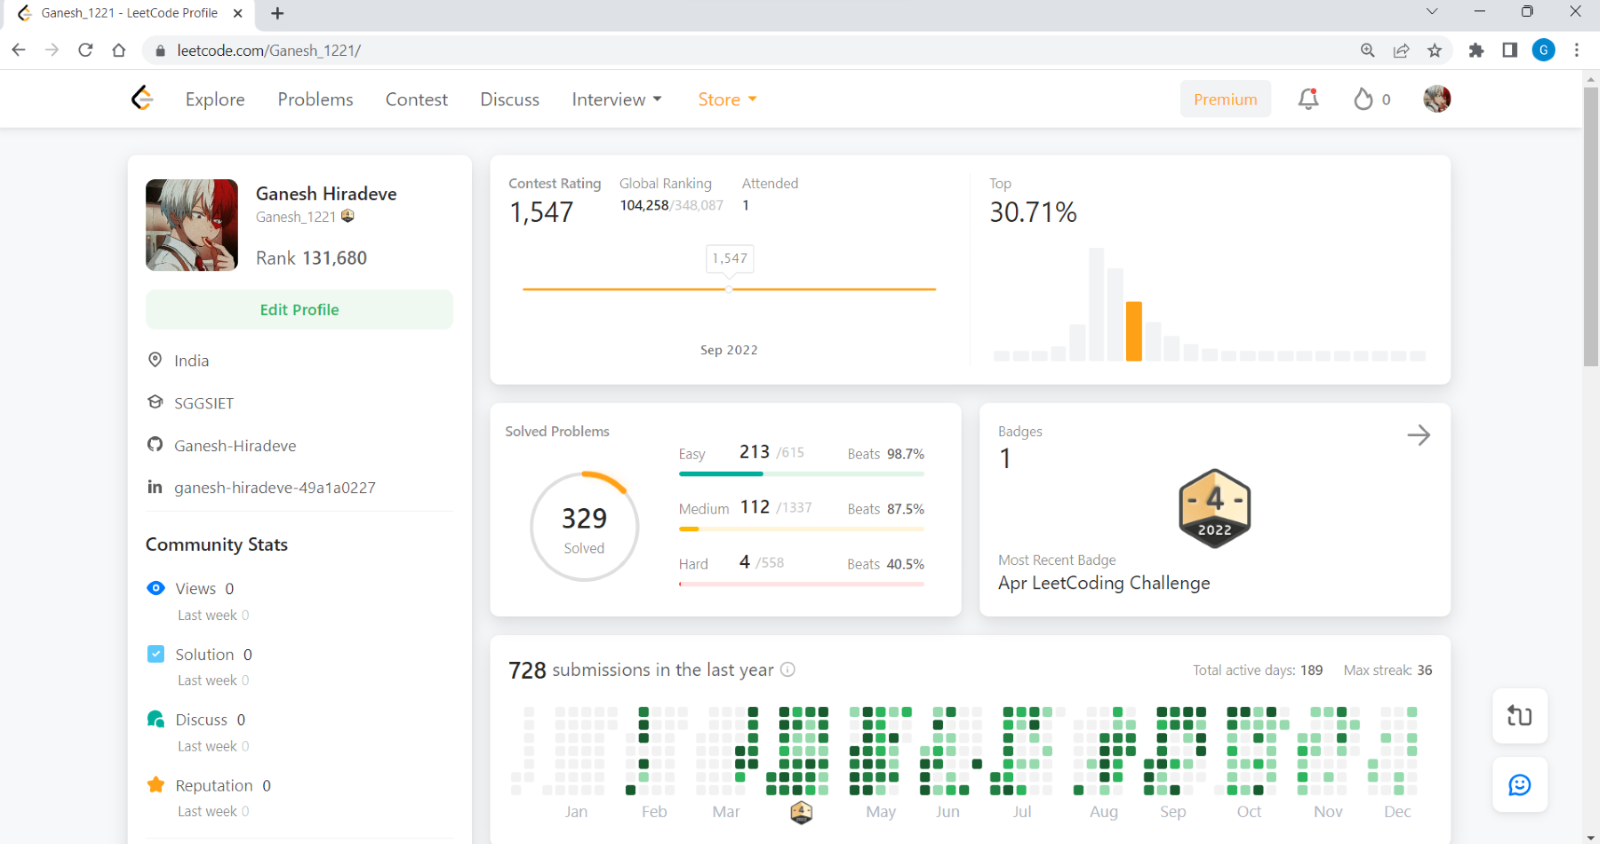 Ganesh_1221 - LeetCode Profile
leetcode.com/Ganesh_1221/
G
Explore Problems Contest Discuss Interview Store Premium 0
Ganesh Hiradeve
Ganesh_1221
Rank 131,680
Edit Profile
India
SGGSIET
Ganesh-Hiradeve
in ganesh-hiradeve-49a1a0227
Community Stats
Views 0
Last week 0
Solution 0
Last week 0
Discuss 0
Last week 0
Reputation 0
Last week 0
Contest Rating Global Ranking Attended
1,547 104,258/348,087 1
1,547
Sep 2022
Top
30.71%
Solved Problems
329
Solved
Easy 213 /615 Beats 98.7%
Medium 112 /1337 Beats 87.5%
Hard 4 /558 Beats 40.5%
Badges
1
4
2022
Most Recent Badge
Apr LeetCoding Challenge
728 submissions in the last year Total active days: 189 Max streak: 36
Jan Feb Mar 4 May Jun Jul Aug Sep Oct Nov Dec